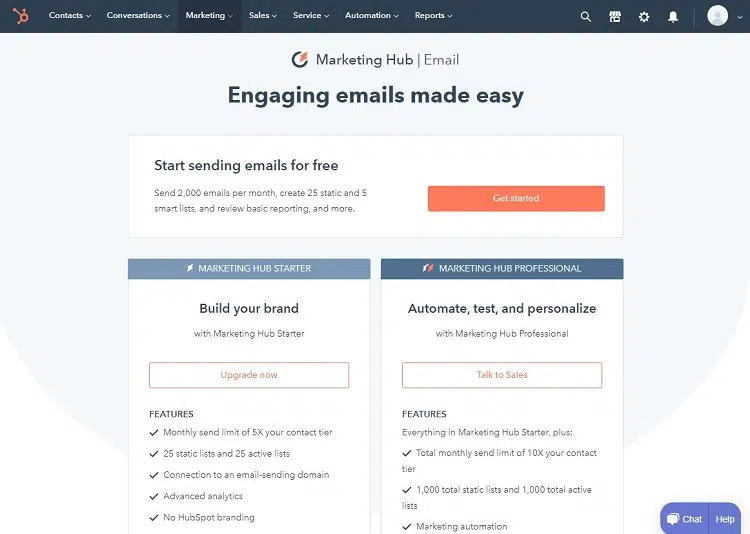 Contacts Conversations Marketing Sales Service Automation Reports
Marketing Hub | Email
Engaging emails made easy
Start sending emails for free
Send 2,000 emails per month, create 25 static and 5
smart lists, and review basic reporting, and more.
Get started
MARKETING HUB STARTER
Build your brand
with Marketing Hub Starter
Upgrade now
FEATURES
Monthly send limit of 5X your contact tier
25 static lists and 25 active lists
Connection to an email-sending domain
Advanced analytics
No HubSpot branding
MARKETING HUB PROFESSIONAL
Automate, test, and personalize
with Marketing Hub Professional
Talk to Sales
FEATURES
Everything in Marketing Hub Starter, plus:
Total monthly send limit of 10X your contact
tier
1,000 total static lists and 1,000 total active
lists
Marketing automation
Chat Help